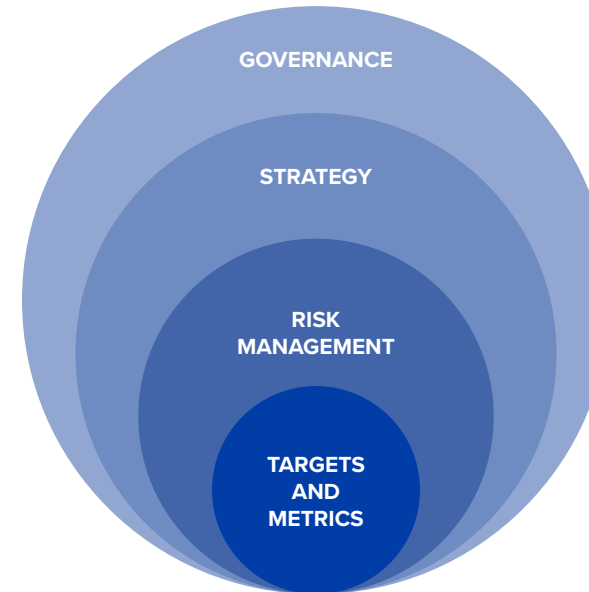 GOVERNANCE
STRATEGY
RISK
MANAGEMENT
TARGETS
AND
METRICS